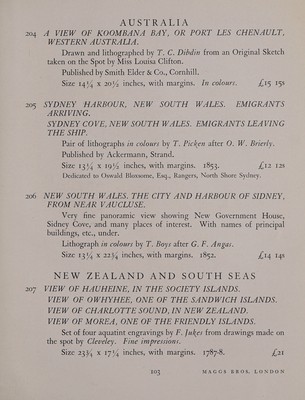 AUSTRALIA
204 A VIEW OF KOOMBANA BAY, OR PORT LES CHENAULT,
WESTERN AUSTRALIA.
Drawn and lithographed by T. C. Dibdin from an Original Sketch
taken on the Spot by Miss Louisa Clifton.
Published by Smith Elder & Co., Cornhill.
Size 14¼ x 20½ inches, with margins. In colours. £15 15s
205 SYDNEY HARBOUR, NEW SOUTH WALES. EMIGRANTS
ARRIVING.
SYDNEY COVE, NEW SOUTH WALES. EMIGRANTS LEAVING
THE SHIP.
Pair of lithographs in colours by T. Picken after O. W. Brierly.
Published by Ackermann, Strand.
Size 13¼ x 19½ inches, with margins. 1853. £12 12s
Dedicated to Oswald Bloxsome, Esq., Rangers, North Shore Sydney.
206 NEW SOUTH WALES. THE CITY AND HARBOUR OF SIDNEY,
FROM NEAR VAUCLUSE.
Very fine panoramic view showing New Government House,
Sidney Cove, and many places of interest. With names of principal
buildings, etc., under.
Lithograph in colours by T. Boys after G. F. Angas.
Size 13¼ x 22¾ inches, with margins. 1852. £14 14s
NEW ZEALAND AND SOUTH SEAS
207 VIEW OF HAUHEINE, IN THE SOCIETY ISLANDS.
VIEW OF OWHYHEE, ONE OF THE SANDWICH ISLANDS.
VIEW OF CHARLOTTE SOUND, IN NEW ZEALAND.
VIEW OF MOREA, ONE OF THE FRIENDLY ISLANDS.
Set of four aquatint engravings by F. Jukes from drawings made on
the spot by Cleveley. Fine impressions.
Size 23¾ x 17¼ inches, with margins. 1787-8. £21
103 MAGGS BROS. LONDON